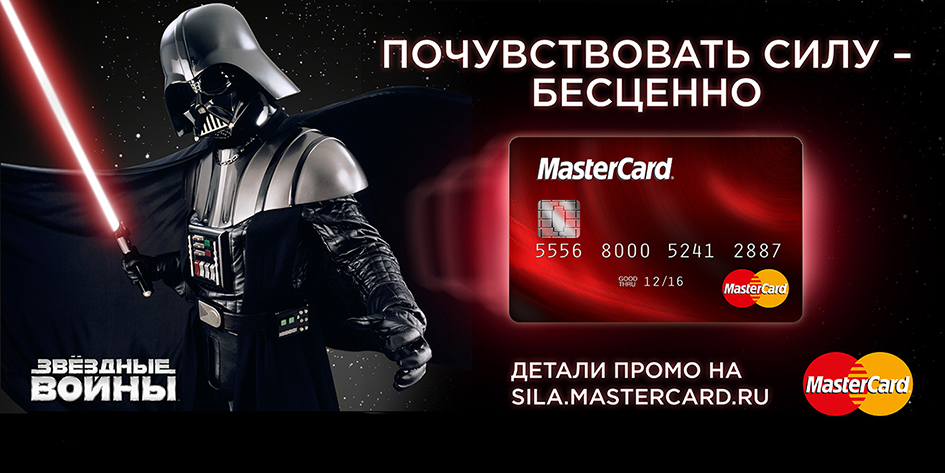 ПОЧУВСТВОВАТЬ СИЛУ –
БЕСЦЕННО
MasterCard
5556 8000 5241 2887
GOOD
THRU 12/16
MasterCard
ЗВЁЗДНЫЕ
ВОЙНЫ
ДЕТАЛИ ПРОМО НА
SILA.MASTERCARD.RU
MasterCard